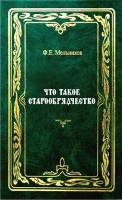 Ф.Е. Мельников
ЧТО ТАКОЕ
СТАРООБРЯДЧЕСТВО